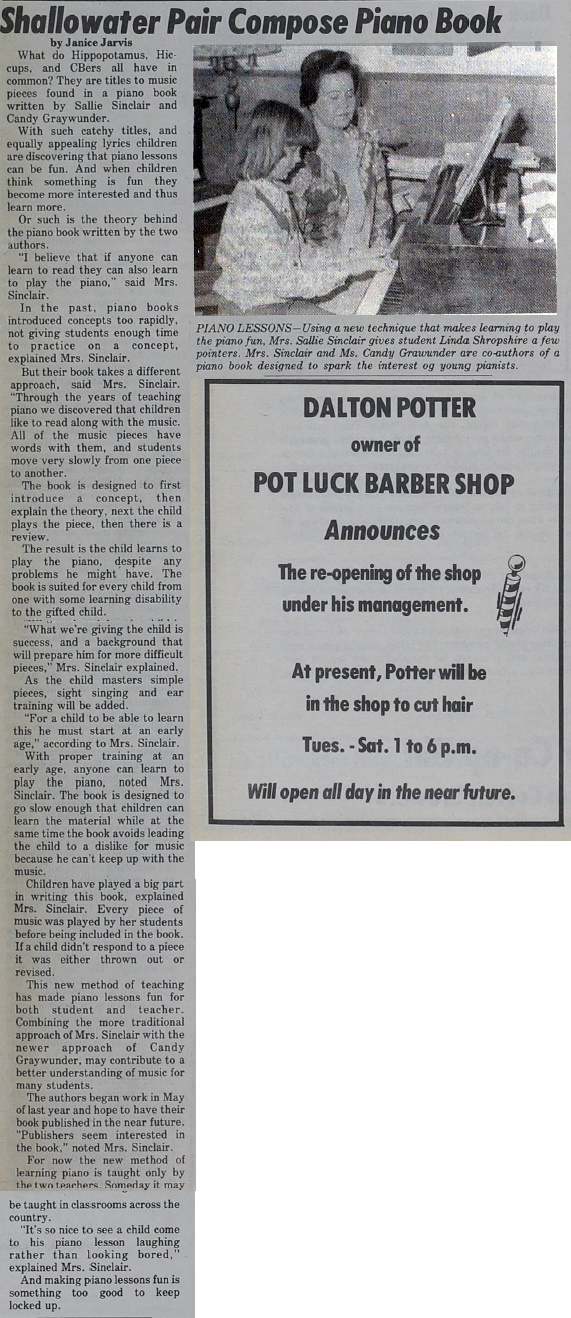 Shallowater Pair Compose Piano Book
by Janice Jarvis
What do Hippopotamus, Hic-
cups, and CBers all have in
common? They are titles to music
pieces found in a piano book
written by Sallie Sinclair and
Candy Graywunder.
With such catchy titles, and
equally appealing lyrics children
are discovering that piano lessons
can be fun. And when children
think something is fun they
become more interested and thus
learn more.
Or such is the theory behind
the piano book written by the two
authors.
"I believe that if anyone can
learn to read they can also learn
to play the piano," said Mrs.
Sinclair.
In the past, piano books
introduced concepts too rapidly,
not giving students enough time
to practice on a concept,
explained Mrs. Sinclair.
But their book takes a different
approach, said Mrs. Sinclair.
"Through the years of teaching
piano we discovered that children
like to read along with the music.
All of the music pieces have
words with them, and students
move very slowly from one piece
to another.
The book is designed to first
introduce a concept, then
explain the theory, next the child
plays the piece, then there is a
review.
The result is the child learns to
play the piano, despite any
problems he might have. The
book is suited for every child from
one with some learning disability
to the gifted child.
"What we're giving the child is
success, and a background that
will prepare him for more difficult
pieces," Mrs. Sinclair explained.
As the child masters simple
pieces, sight singing and ear
training will be added.
"For a child to be able to learn
this he must start at an early
age," according to Mrs. Sinclair.
With proper training at an
early age, anyone can learn to
play the piano, noted Mrs.
Sinclair. The book is designed to
go slow enough that children can
learn the material while at the
same time the book avoids leading
the child to a dislike for music
because he can't keep up with the
music.
Children have played a big part
in writing this book, explained
Mrs. Sinclair. Every piece of
music was played by her students
before being included in the book.
If a child didn't respond to a piece
it was either thrown out or
revised.
This new method of teaching
has made piano lessons fun for
both student and teacher.
Combining the more traditional
approach of Mrs. Sinclair with the
newer approach of Candy
Graywunder, may contribute to a
better understanding of music for
many students.
The authors began work in May
of last year and hope to have their
book published in the near future.
"Publishers seem interested in
the book," noted Mrs. Sinclair.
For now the new method of
learning piano is taught only by
the two teachers. Someday it may
be taught in classrooms across the
country.
"It's so nice to see a child come
to his piano lesson laughing
rather than looking bored,"
explained Mrs. Sinclair.
And making piano lessons fun is
something too good to keep
locked up.
PIANO LESSONS—Using a new technique that makes learning to play
the piano fun, Mrs. Sallie Sinclair gives student Linda Shropshire a few
pointers. Mrs. Sinclair and Ms. Candy Grawunder are co-authors of a
piano book designed to spark the interest og young pianists.
DALTON POTTER
owner of
POT LUCK BARBER SHOP
Announces
The re-opening of the shop
under his management.
At present, Potter will be
in the shop to cut hair
Tues. - Sat. 1 to 6 p.m.
Will open all day in the near future.